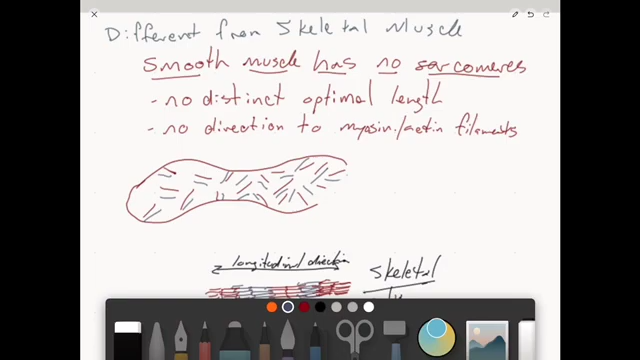 Different from Skeletal Muscle
Smooth muscle has no sarcomeres
- no distinct optimal length
- no direction to myosin/actin filaments
longitudinal direction
skeletal